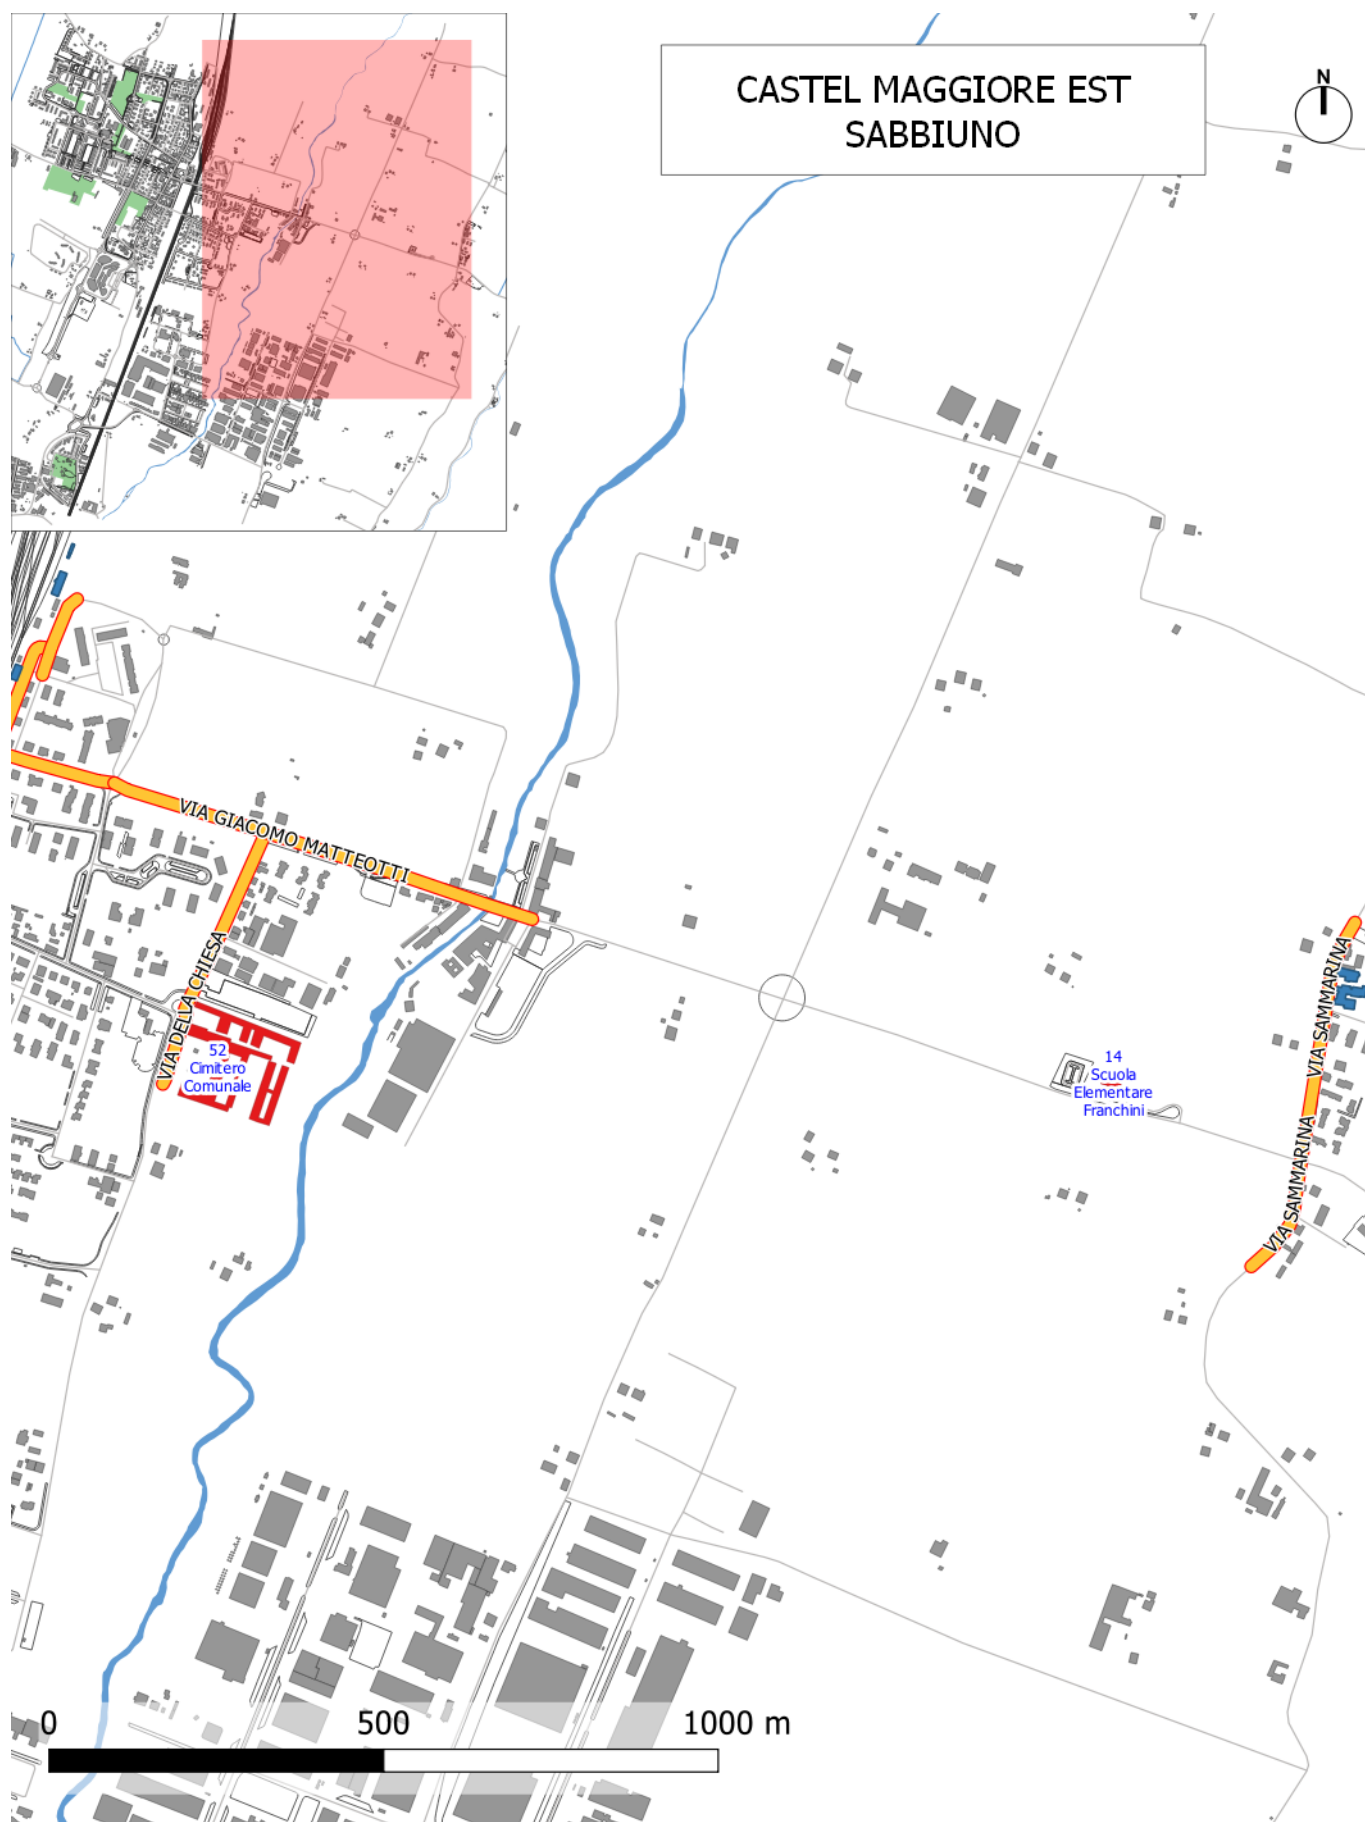 CASTEL MAGGIORE EST
SABBIUNO
N
VIA GIACOMO MATTEOTTI
VIA DELLA CHIESA
52
Cimitero
Comunale
14
Scuola
Elementare
Franchini
VIA SAMMARINA
VIA SAMMARINA
VIA SAMMARINA
0 500 1000 m